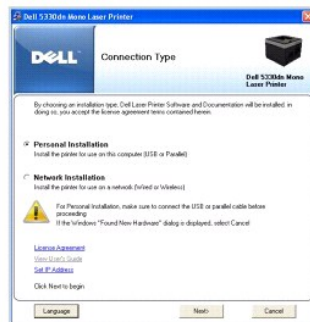 Dell 5330dn Mono Laser Printer
DELL
Connection Type
Dell 5330dn Mono
Laser Printer
By choosing an installation type, Dell Laser Printer Software and Documentation will be installed; in
doing so, you accept the license agreement terms contained herein.
Personal Installation
Install the printer for use on this computer (USB or Parallel)
Network Installation
Install the printer for use on a network (Wired or Wireless)
For Personal Installation, make sure to connect the USB or parallel cable before
proceeding
If the Windows "Found New Hardware" dialog is displayed, select Cancel
License Agreement
View User's Guide
Set IP Address
Click Next to begin.
Language
Next>
Cancel